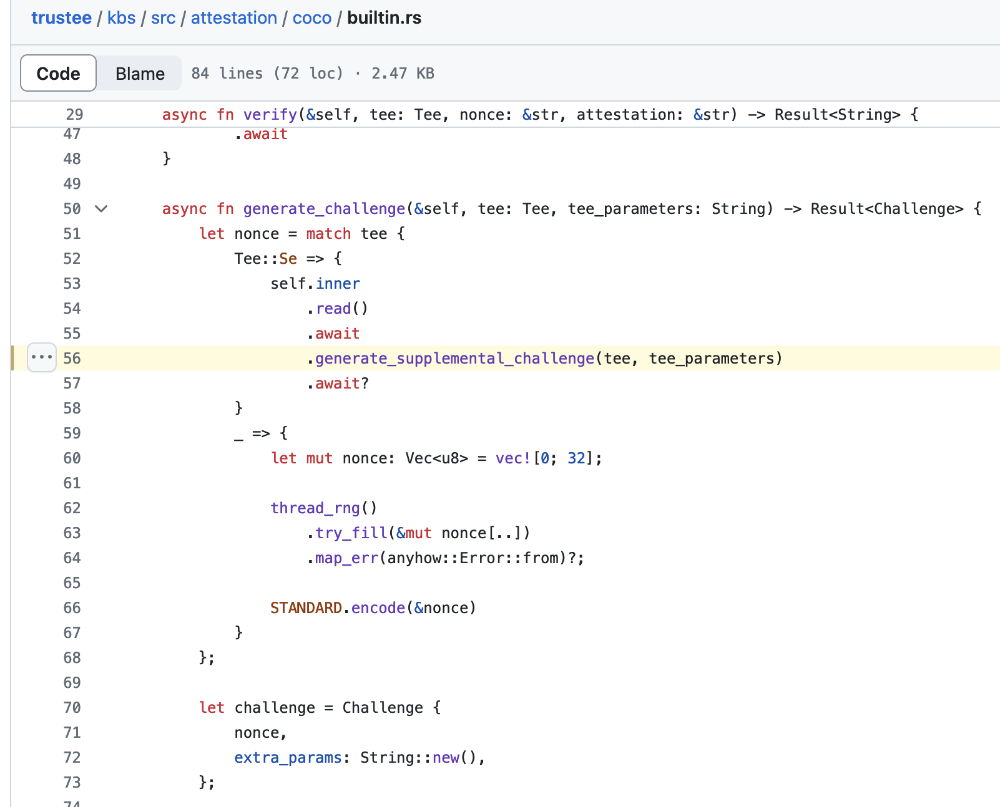 trustee / kbs / src / attestation / coco / builtin.rs
Code Blame 84 lines (72 loc) · 2.47 KB
29 async fn verify(&self, tee: Tee, nonce: &str, attestation: &str) -> Result<String> {
47 .await
48 }
49
50 async fn generate_challenge(&self, tee: Tee, tee_parameters: String) -> Result<Challenge> {
51 let nonce = match tee {
52 Tee::Se => {
53 self.inner
54 .read()
55 .await
56 .generate_supplemental_challenge(tee, tee_parameters)
57 .await?
58 }
59 _ => {
60 let mut nonce: Vec<u8> = vec![0; 32];
61
62 thread_rng()
63 .try_fill(&mut nonce[..])
64 .map_err(anyhow::Error::from)?;
65
66 STANDARD.encode(&nonce)
67 }
68 };
69
70 let challenge = Challenge {
71 nonce,
72 extra_params: String::new(),
73 };
74